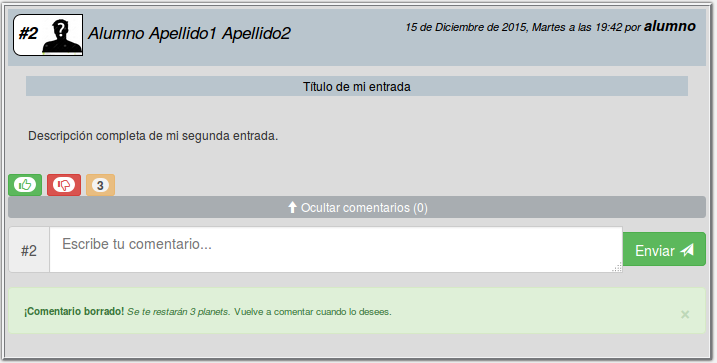 #2 Alumno Apellido1 Apellido2
15 de Diciembre de 2015, Martes a las 19:42 por alumno
Título de mi entrada
Descripción completa de mi segunda entrada.
3
Ocultar comentarios (0)
#2 Escribe tu comentario... Enviar
¡Comentario borrado! Se te restarán 3 planets. Vuelve a comentar cuando lo desees. ×